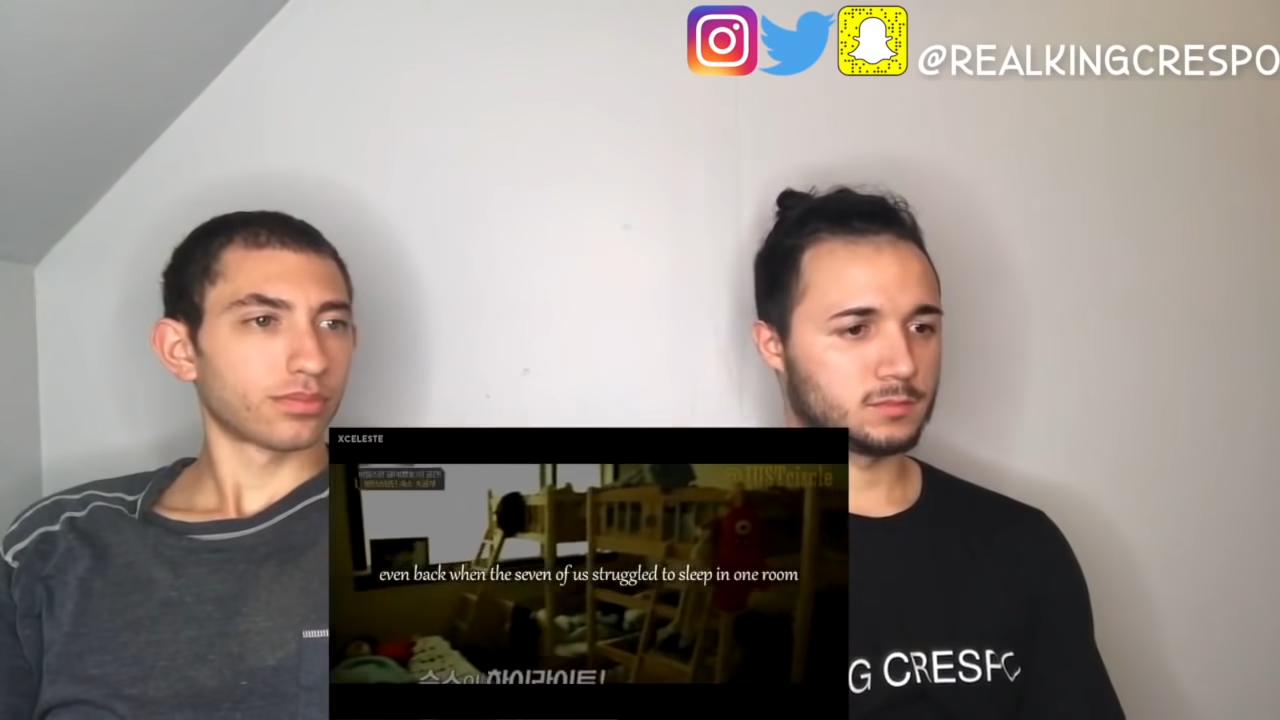 @REALKINGCRESPO
XCELESTE
@JUSTcircle
even back when the seven of us struggled to sleep in one room
G CRESPO